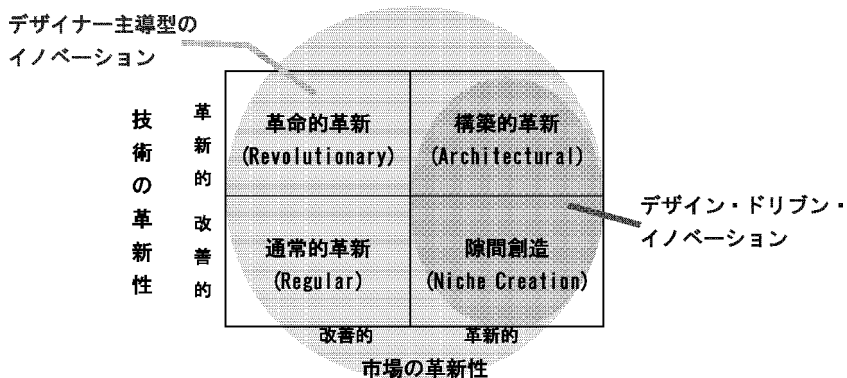 デザイナー主導型の
イノベーション
技術の革新性
革新的
改善的
革命的革新
(Revolutionary)
構築的革新
(Architectural)
通常的革新
(Regular)
隙間創造
(Niche Creation)
デザイン・ドリブン・
イノベーション
改善的
革新的
市場の革新性